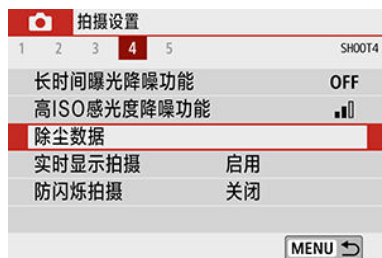 拍摄设置
1 2 3 4 5 SHOOT4
长时间曝光降噪功能 OFF
高ISO感光度降噪功能
除尘数据
实时显示拍摄 启用
防闪烁拍摄 关闭
MENU